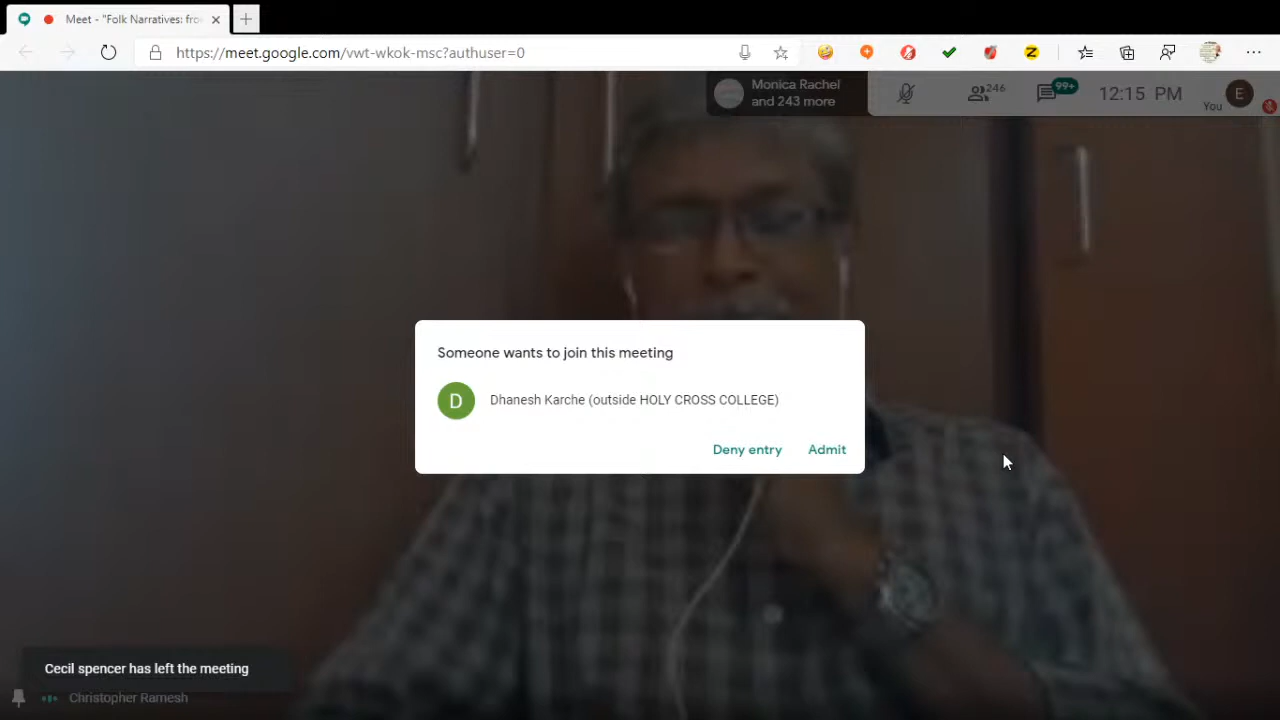 Meet - "Folk Narratives: fro
https://meet.google.com/vwt-wkok-msc?authuser=0
Monica Rachel
and 243 more
246
99+
12:15 PM
You
E
Someone wants to join this meeting
D
Dhanesh Karche (outside HOLY CROSS COLLEGE)
Deny entry
Admit
Cecil spencer has left the meeting
Christopher Ramesh